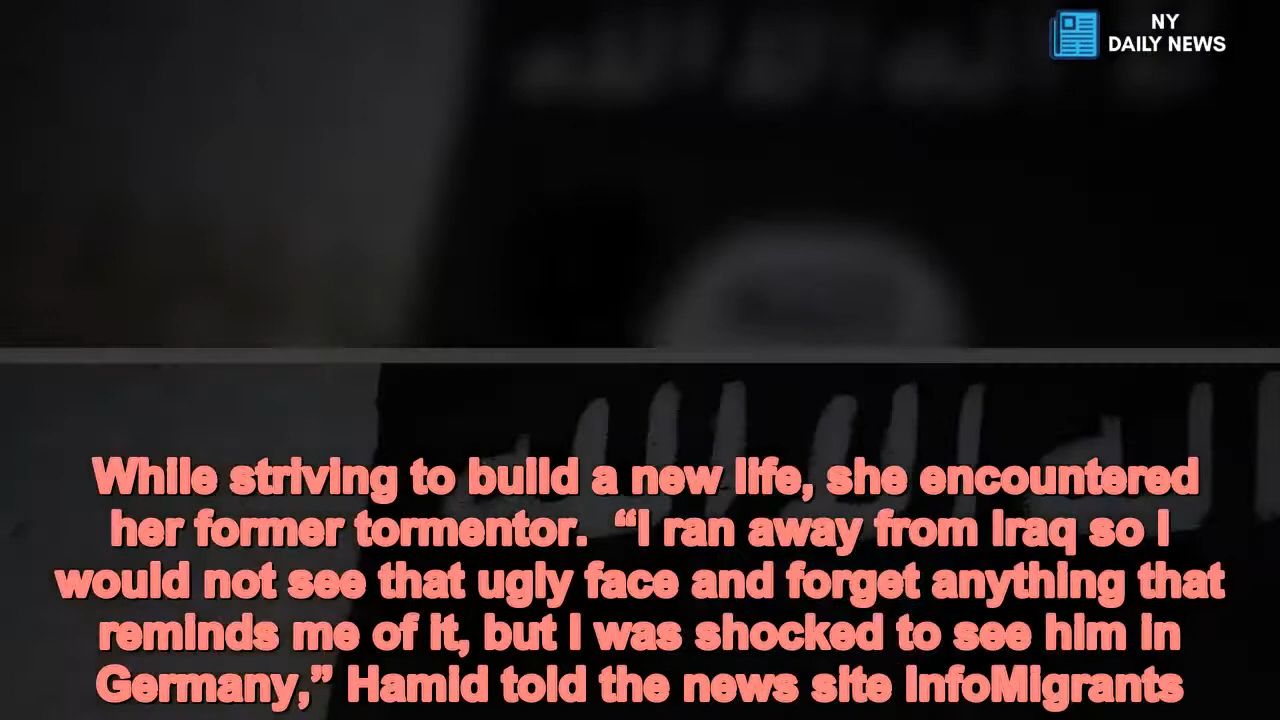 NY
DAILY NEWS
While striving to build a new life, she encountered
her former tormentor. “I ran away from Iraq so I
would not see that ugly face and forget anything that
reminds me of it, but I was shocked to see him in
Germany,” Hamid told the news site InfoMigrants